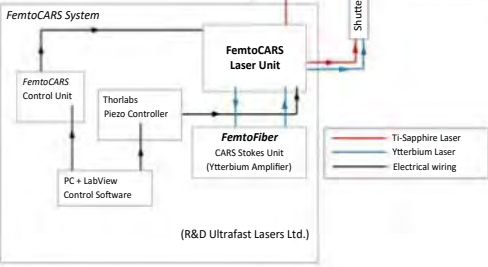 FemtoCARS System
Shutte
FemtoCARS
Laser Unit
FemtoCARS
Control Unit
Thorlabs
Piezo Controller
FemtoFiber
CARS Stokes Unit
(Ytterbium Amplifier)
Ti-Sapphire Laser
Ytterbium Laser
Electrical wiring
PC + LabView
Control Software
(R&D Ultrafast Lasers Ltd.)